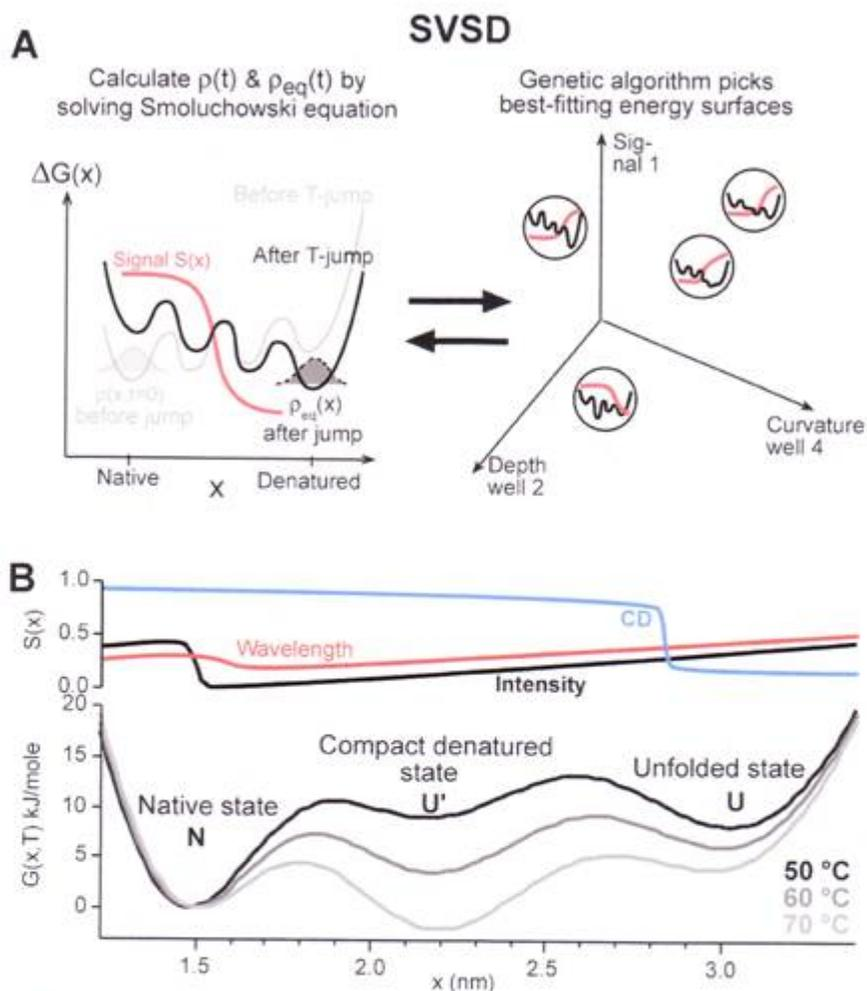 SVSD
A
Calculate ρ(t) & ρeq(t) by
solving Smoluchowski equation
Genetic algorithm picks
best-fitting energy surfaces
ΔG(x)
Before T-jump
Signal S(x)
After T-jump
ρ(x,t=0)
before jump
ρeq(x)
after jump
Native
X
Denatured
Sig-
nal 1
Curvature
well 4
Depth
well 2
B
S(x)
1.0
0.5
0.0
CD
Wavelength
Intensity
G(x,T) kJ/mole
20
15
10
5
0
Native state
N
Compact denatured
state
U'
Unfolded state
U
50 °C
60 °C
70 °C
1.5
2.0
2.5
3.0
x (nm)